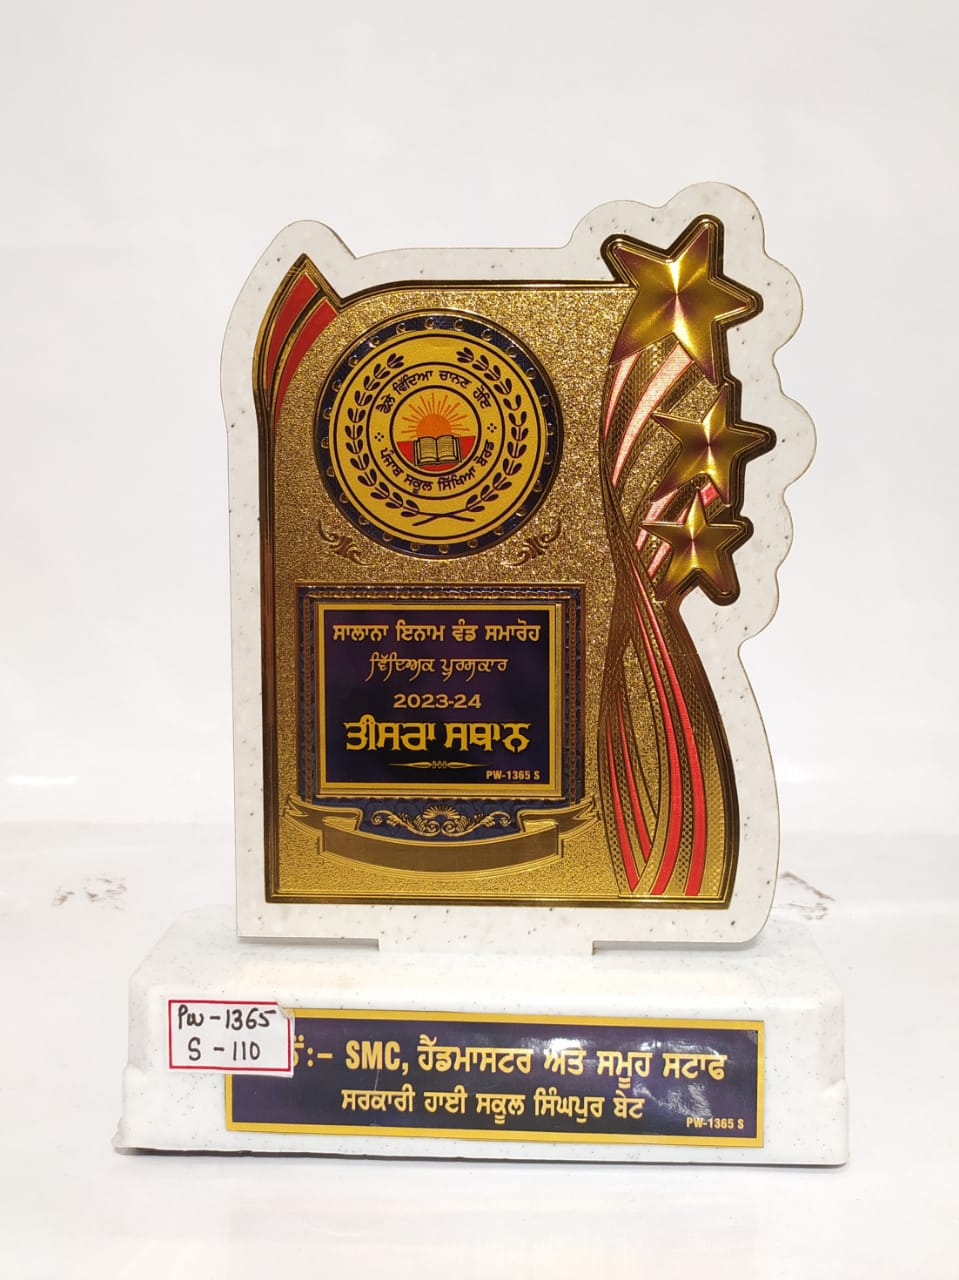 ਫੈਲੇ ਵਿੱਦਿਆ ਚਾਨਣ ਹੋਇ
ਪੰਜਾਬ ਸਕੂਲ ਸਿੱਖਿਆ ਬੋਰਡ
ਸਾਲਾਨਾ ਇਨਾਮ ਵੰਡ ਸਮਾਰੋਹ
ਵਿੱਦਿਅਕ ਪੁਰਸਕਾਰ
2023-24
ਤੀਸਰਾ ਸਥਾਨ
PW-1365 S
PW-1365
S-110
:- SMC, ਹੈੱਡਮਾਸਟਰ ਅਤੇ ਸਮੂਹ ਸਟਾਫ
ਸਰਕਾਰੀ ਹਾਈ ਸਕੂਲ ਸਿੰਘਪੁਰ ਬੇਟ
PW-1365 S